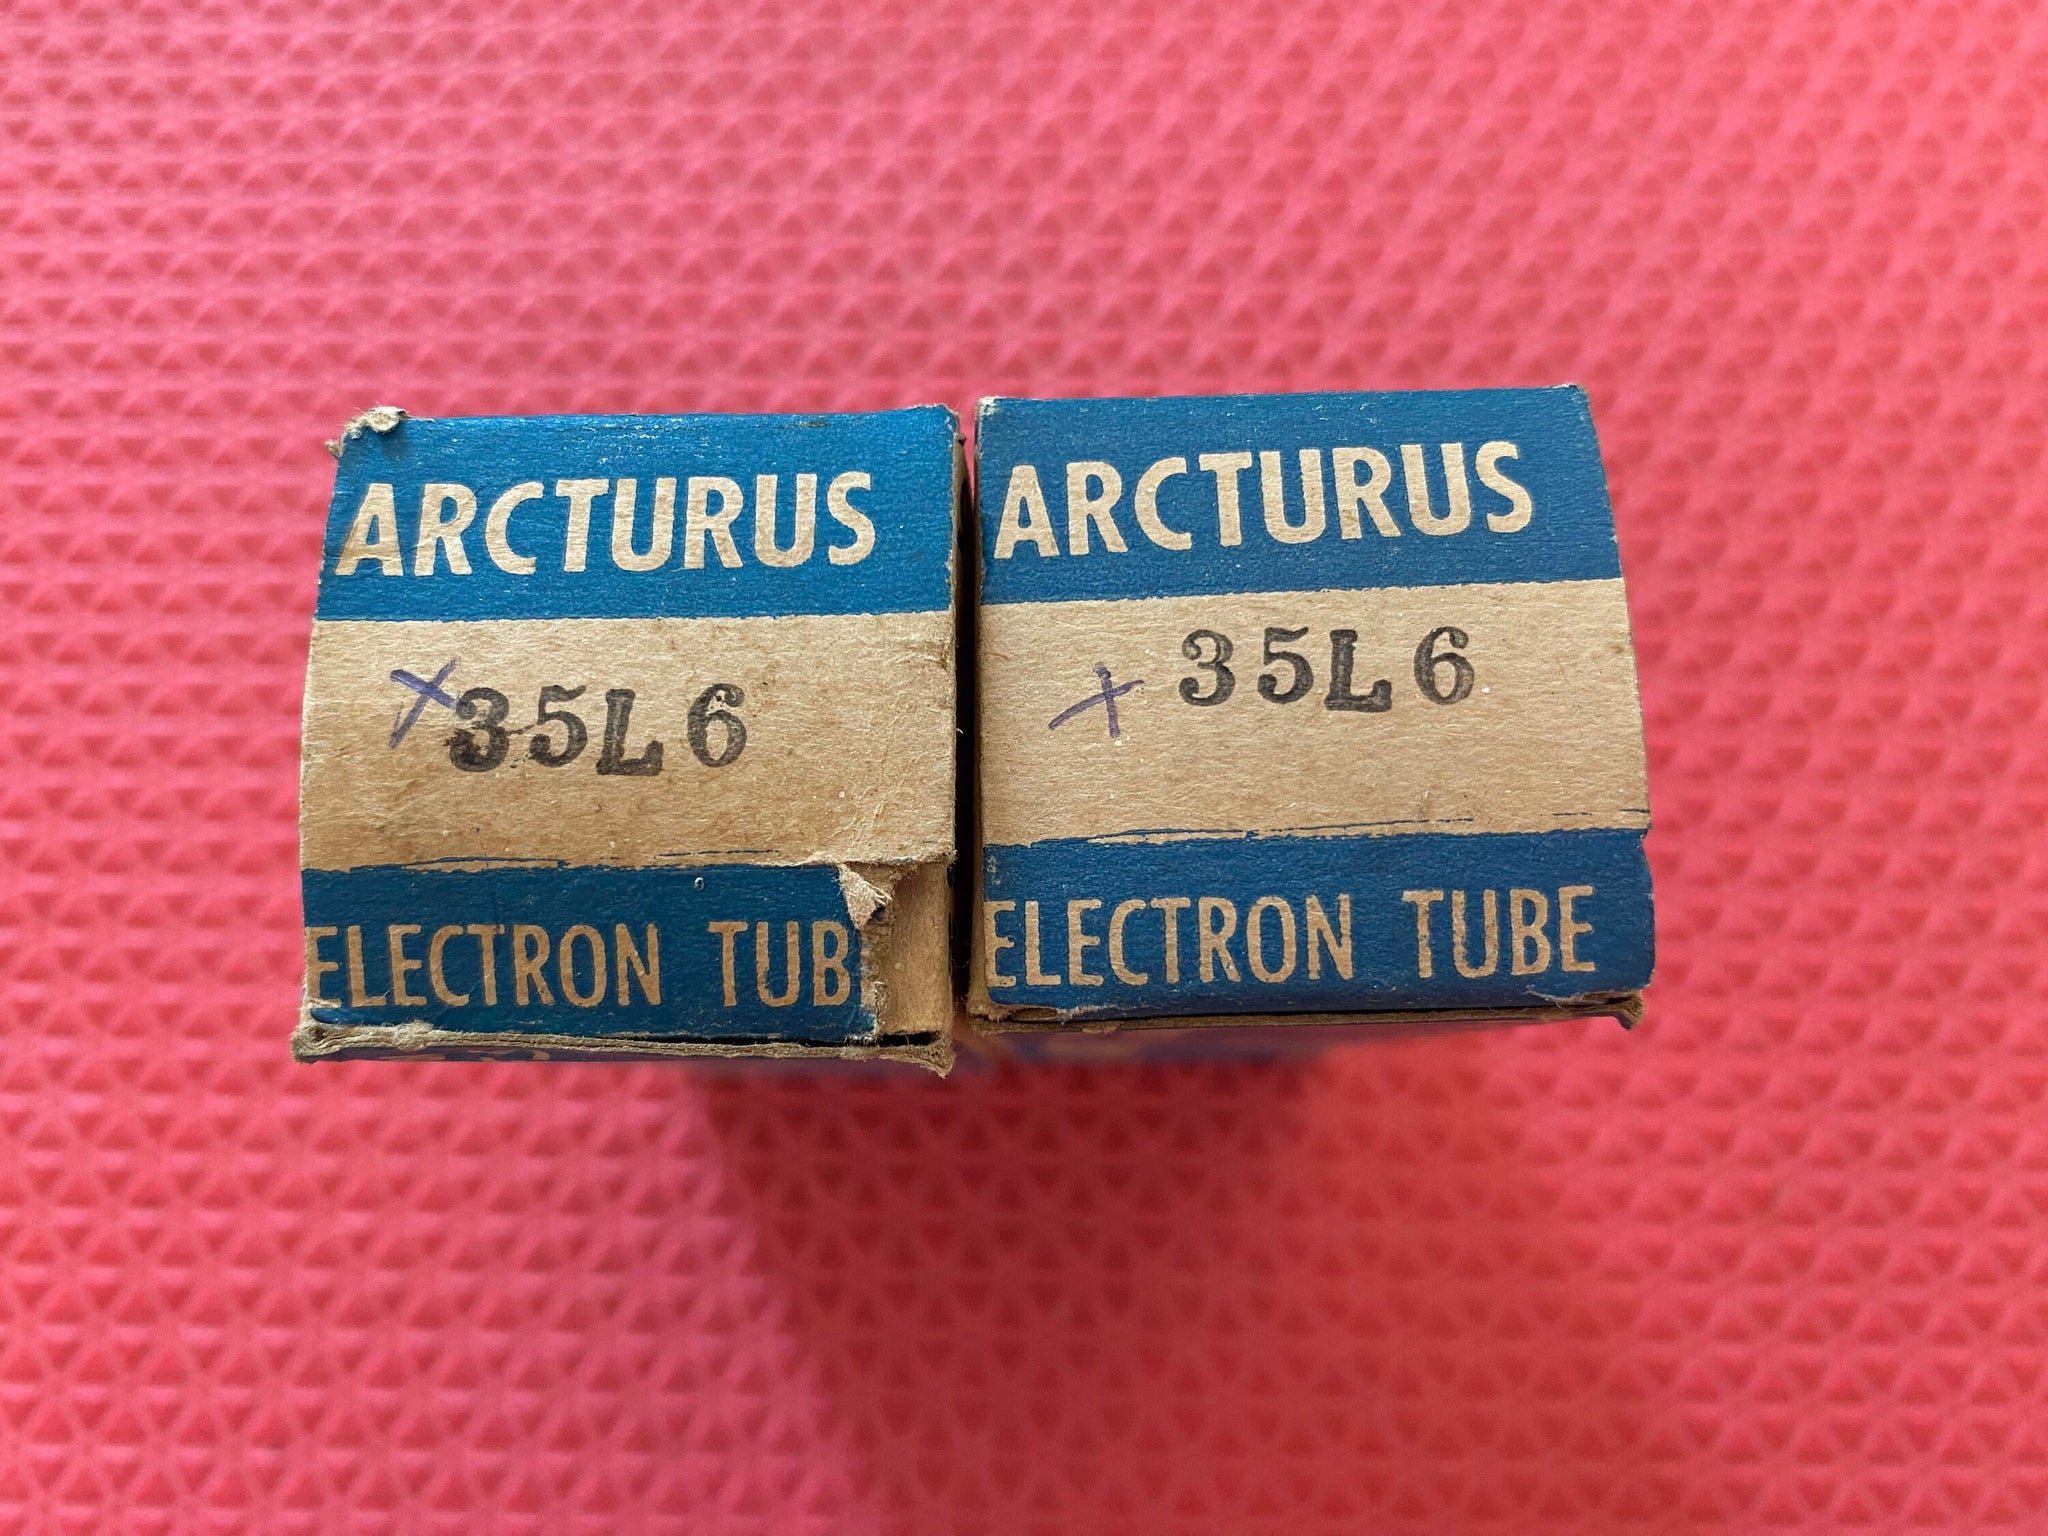 ARCTURUS
35L6
ELECTRON TUB
ARCTURUS
35L6
ELECTRON TUBE